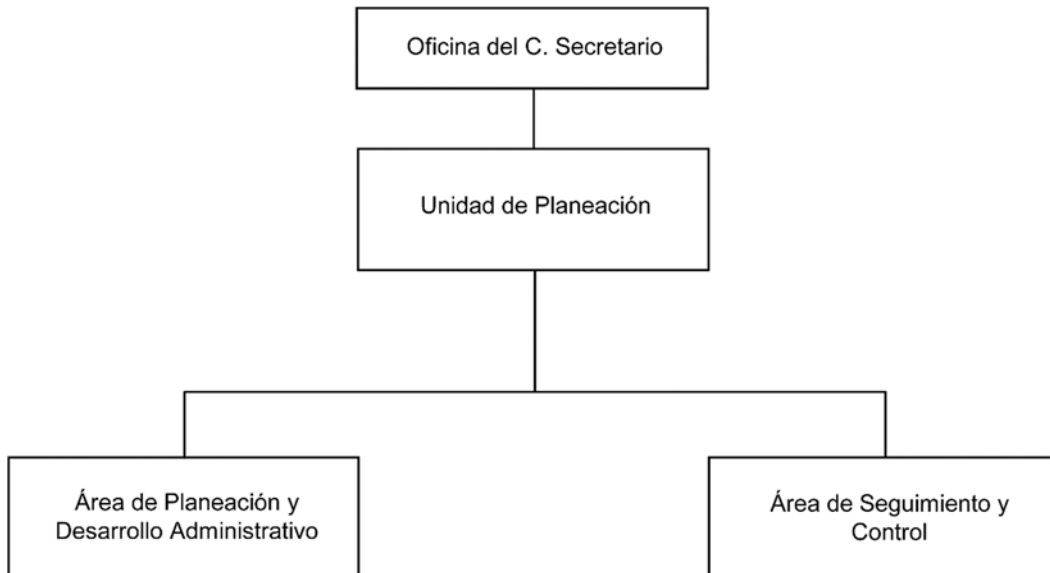 Oficina del C. Secretario
Unidad de Planeación
Área de Planeación y
Desarrollo Administrativo
Área de Seguimiento y
Control